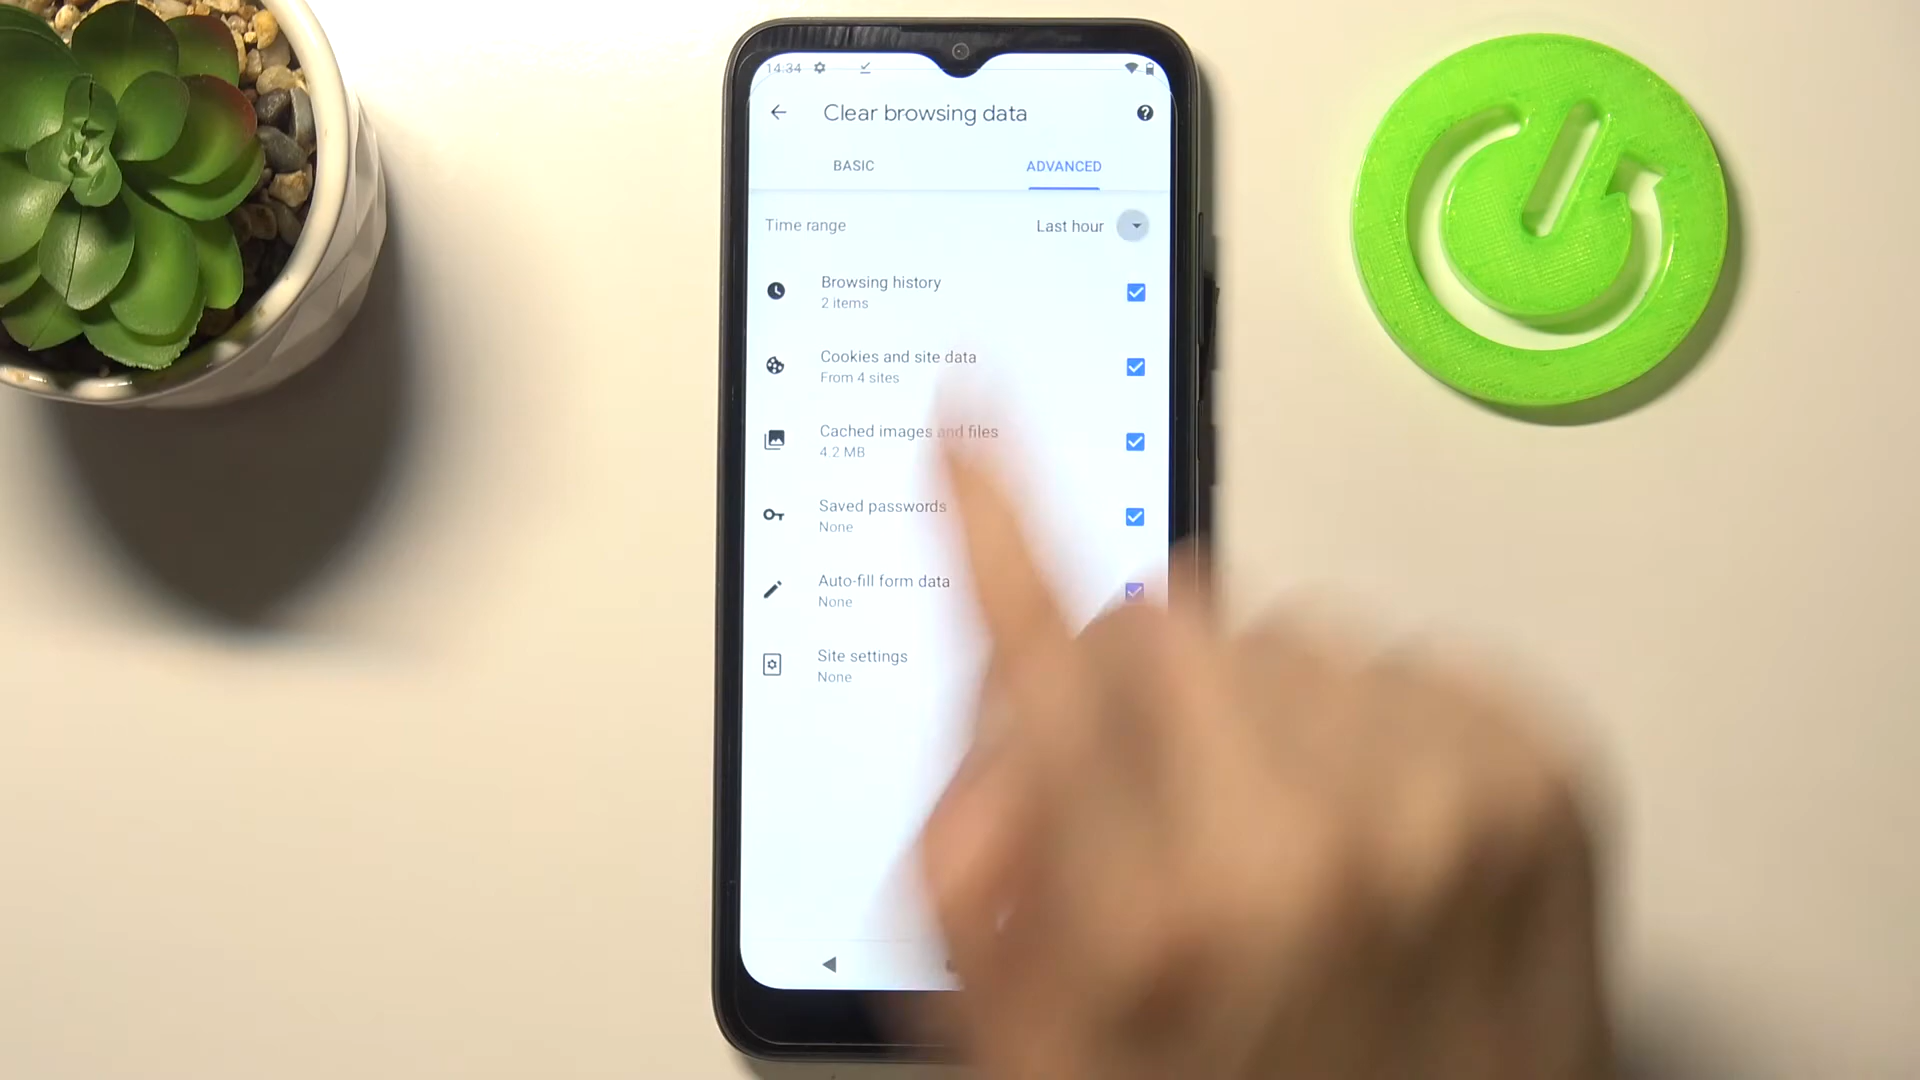 14:34
Clear browsing data
BASIC
ADVANCED
Time range
Last hour
Browsing history
2 items
Cookies and site data
From 4 sites
Cached images and files
4.2 MB
Saved passwords
None
Auto-fill form data
None
Site settings
None